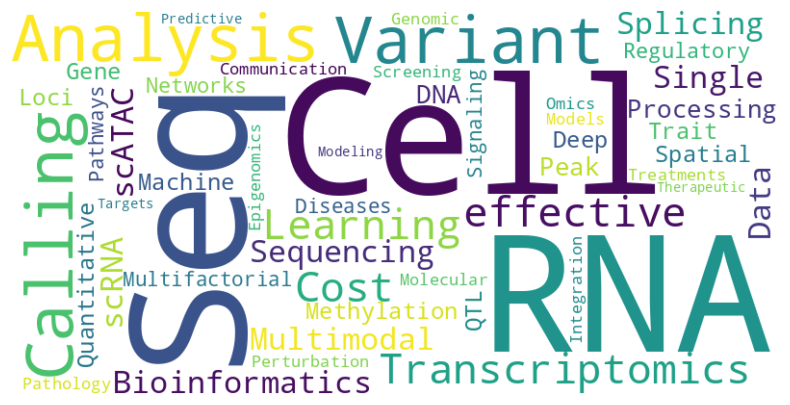 Analysis
Predictive
Variant
Genomic
Splicing
Regulatory
Gene
Communication
Screening
Single
Loci
Networks
Cell
DNA
Signaling
Omics
Processing
Pathways
scATAC
Seq
Models
Trait
Calling
Machine
Epigenomics
Modeling
Deep
Spatial
Peak
Treatments
Therapeutic
Targets
Diseases
Learning
effective
Data
Quantitative
scRNA
Multifactorial
Sequencing
Cost
Molecular
QTL
RNA
Integration
Methylation
Multimodal
Perturbation
Transcriptomics
Pathology
Bioinformatics